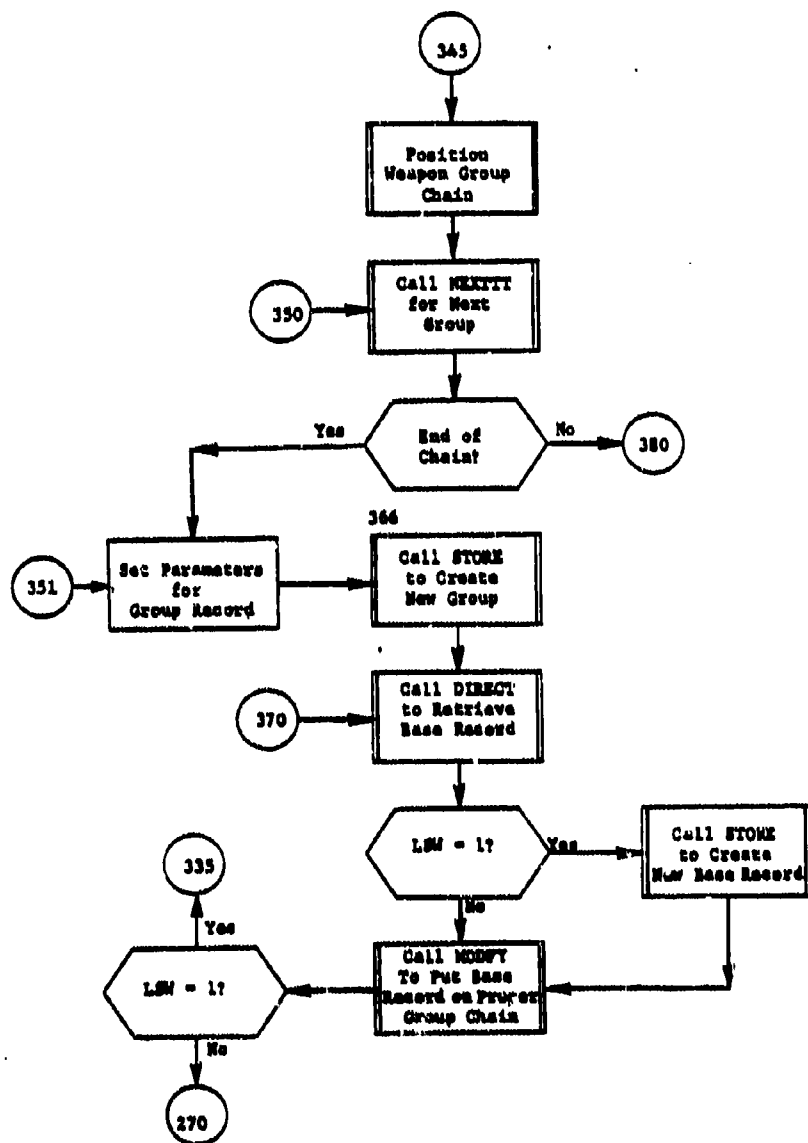 345
Position
Weapon Group
Chain
350
Call NEXTTT
for Next
Group
Yes
End of
Chain?
No
380
366
351
Set Parameters
for
Group Record
Call STORE
to Create
New Group
370
Call DIRECT
to Retrieve
Base Record
LSW = 1?
Yes
Call STORE
to Create
New Base Record
335
Yes
No
LSW = 1?
Call MODFY
To Put Base
Record on Proper
Group Chain
No
270